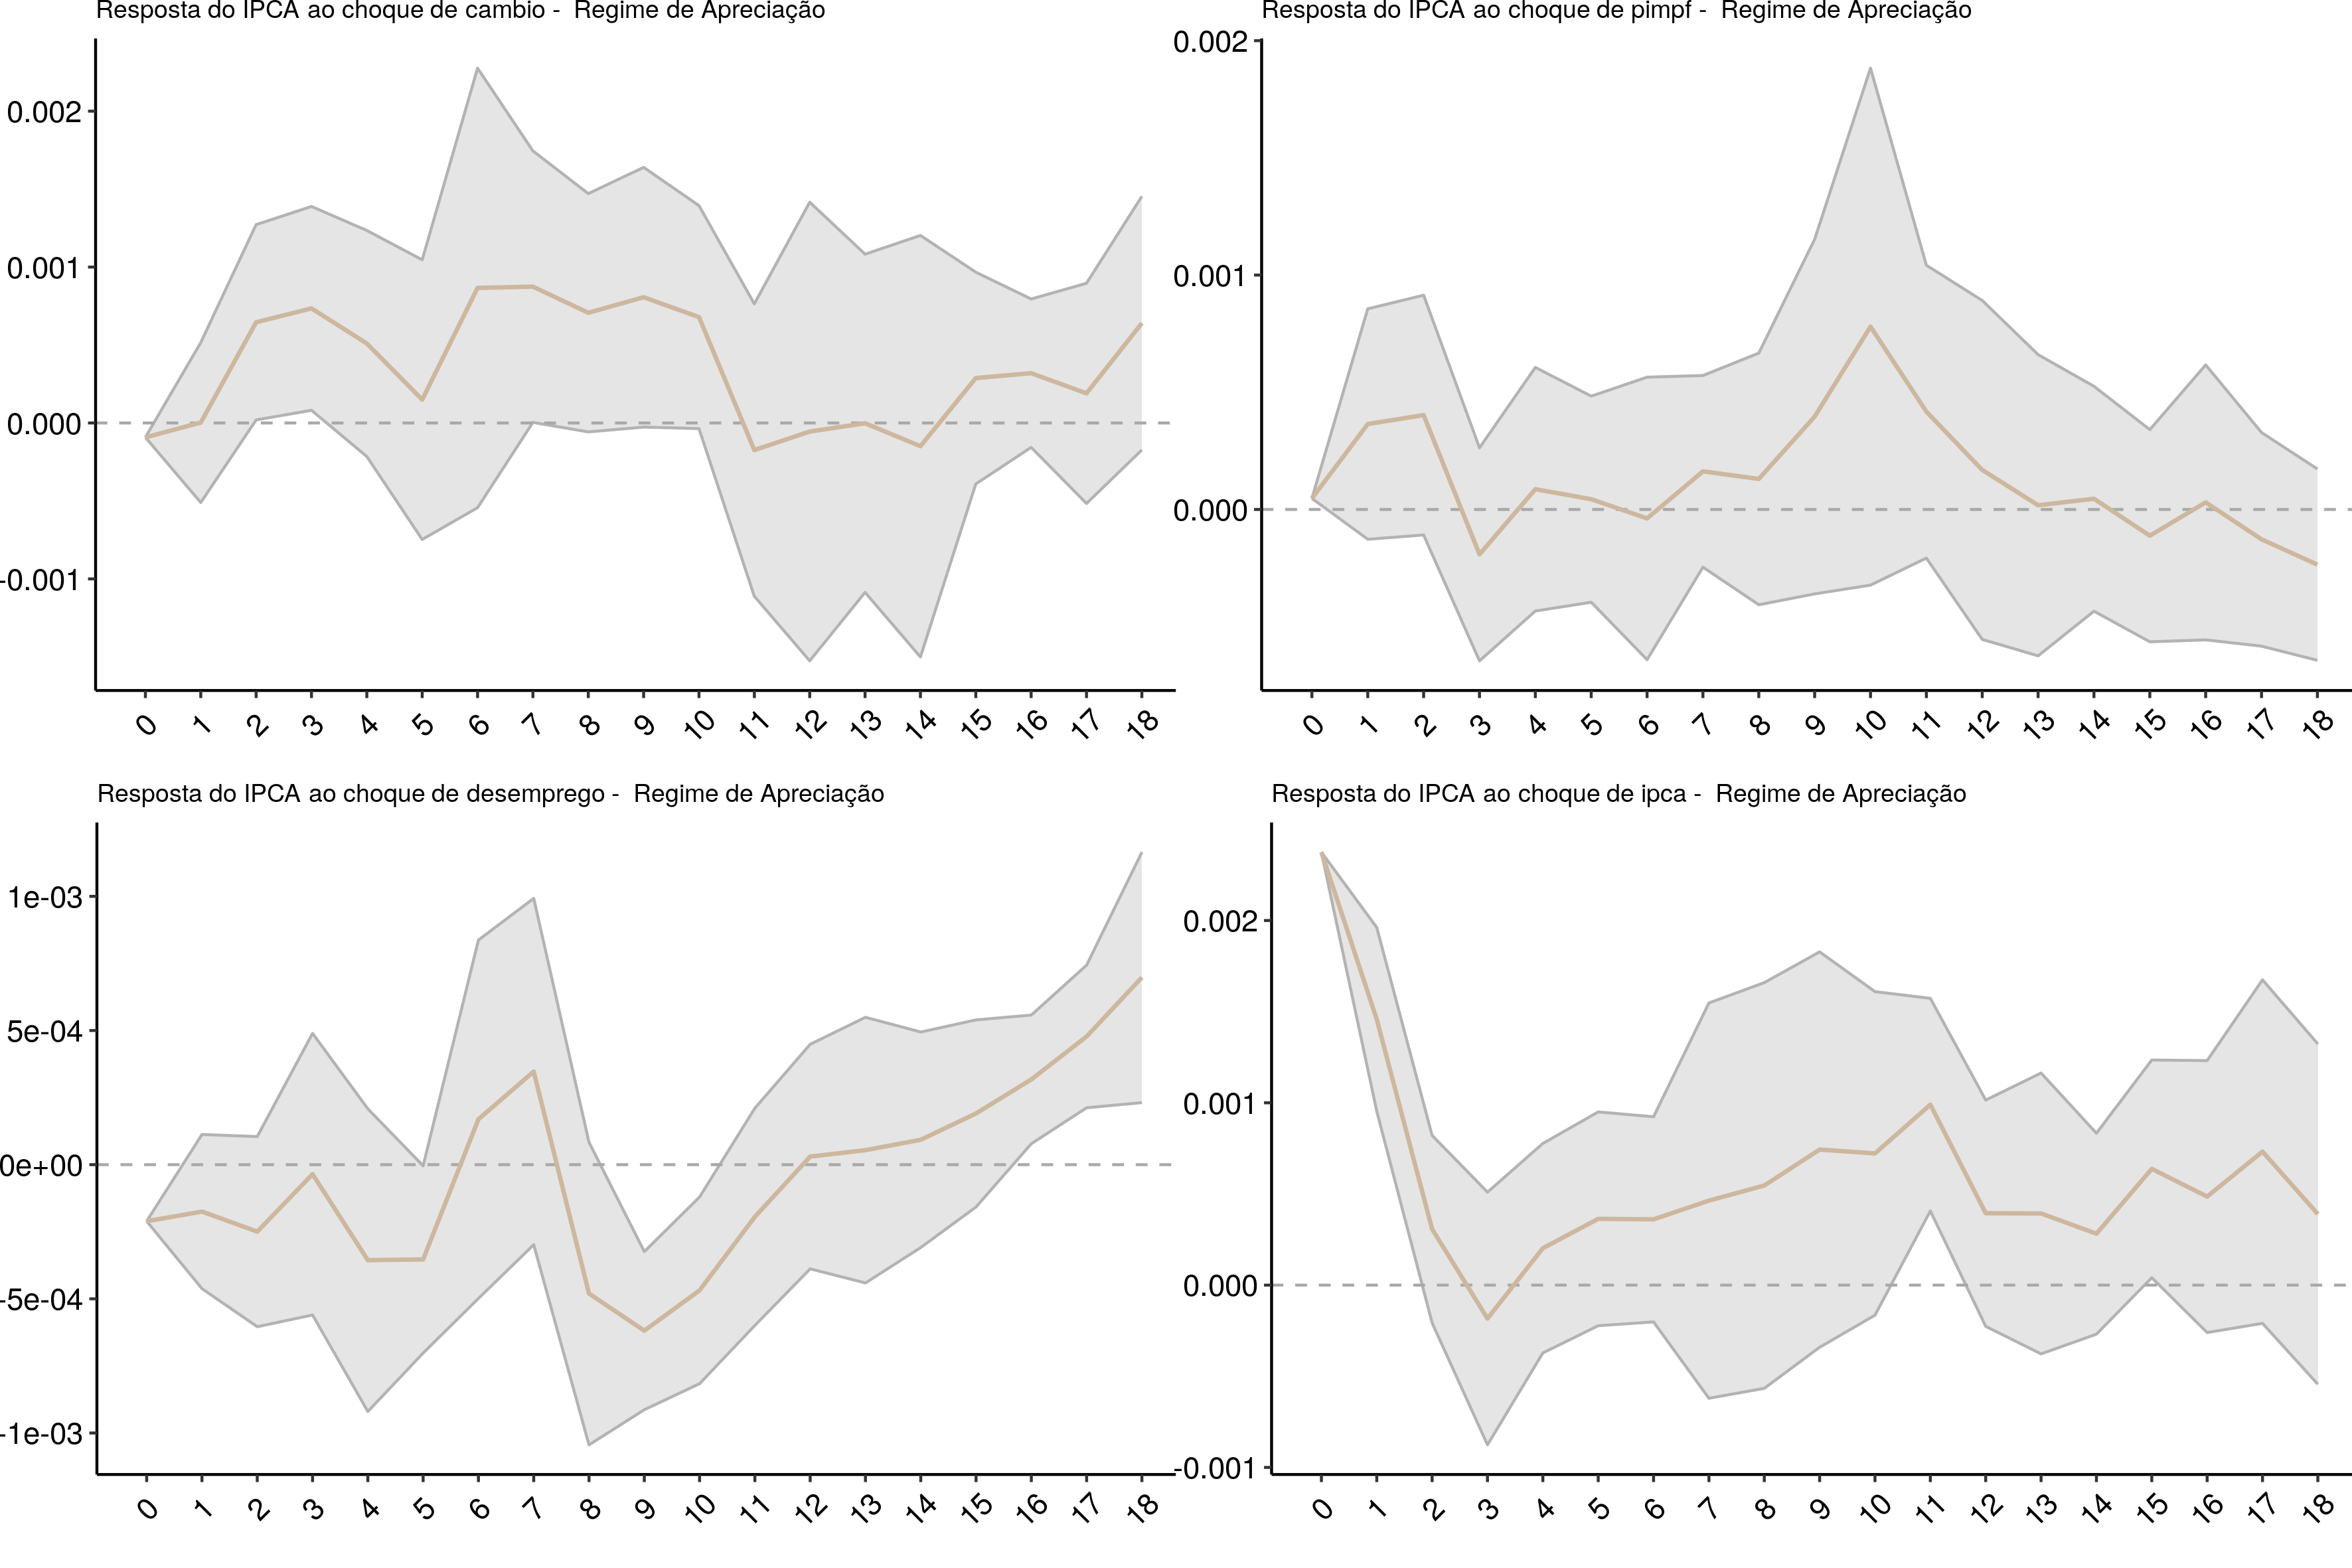 Resposta do IPCA ao choque de cambio -  Regime de Apreciação
0.002
0.001
0.000
-0.001
0 1 2 3 4 5 6 7 8 9 10 11 12 13 14 15 16 17 18
Resposta do IPCA ao choque de pimpf -  Regime de Apreciação
0.002
0.001
0.000
0 1 2 3 4 5 6 7 8 9 10 11 12 13 14 15 16 17 18
Resposta do IPCA ao choque de desemprego -  Regime de Apreciação
1e-03
5e-04
0e+00
-5e-04
-1e-03
0 1 2 3 4 5 6 7 8 9 10 11 12 13 14 15 16 17 18
Resposta do IPCA ao choque de ipca -  Regime de Apreciação
0.002
0.001
0.000
-0.001
0 1 2 3 4 5 6 7 8 9 10 11 12 13 14 15 16 17 18